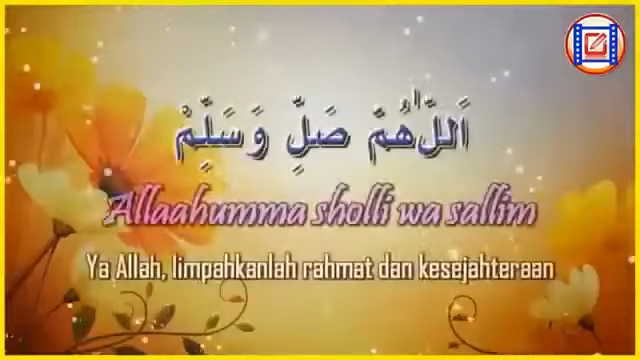 اَللّٰهُمَّ صَلِّ وَسَلِّمْ
Allaahumma sholli wa sallim
Ya Allah, limpahkanlah rahmat dan kesejahteraan